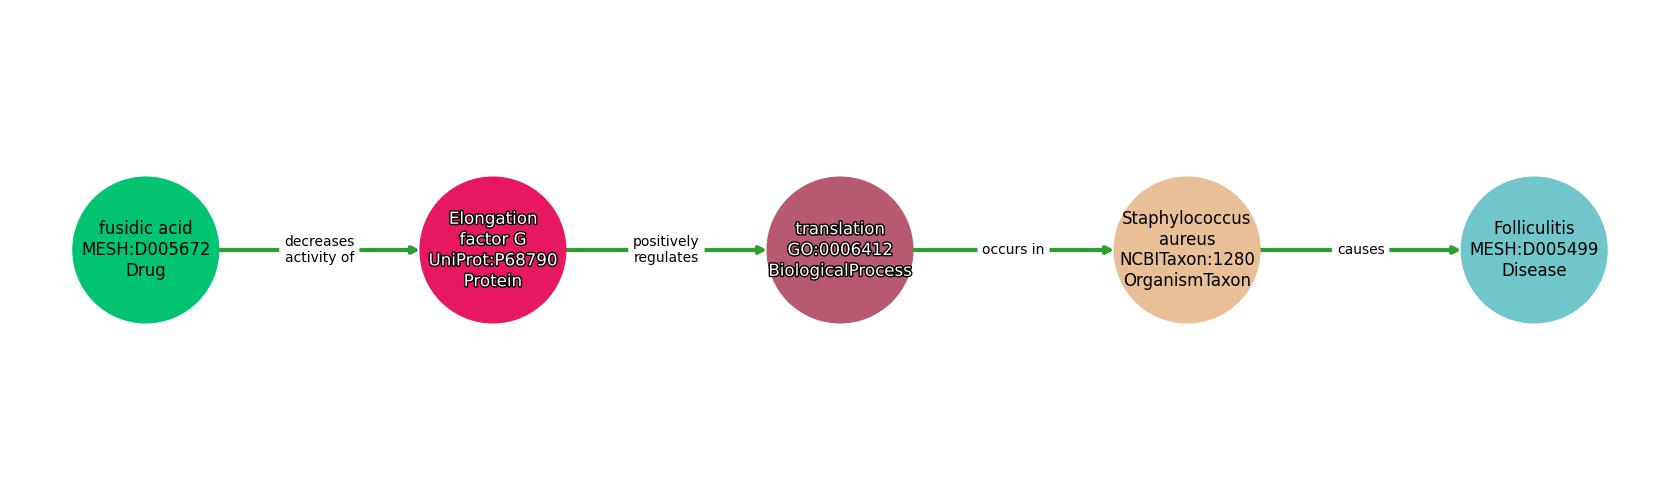 fusidic acid
MESH:D005672
Drug
decreases
activity of
Elongation
factor G
UniProt:P68790
Protein
positively
regulates
translation
GO:0006412
BiologicalProcess
occurs in
Staphylococcus
aureus
NCBITaxon:1280
OrganismTaxon
causes
Folliculitis
MESH:D005499
Disease